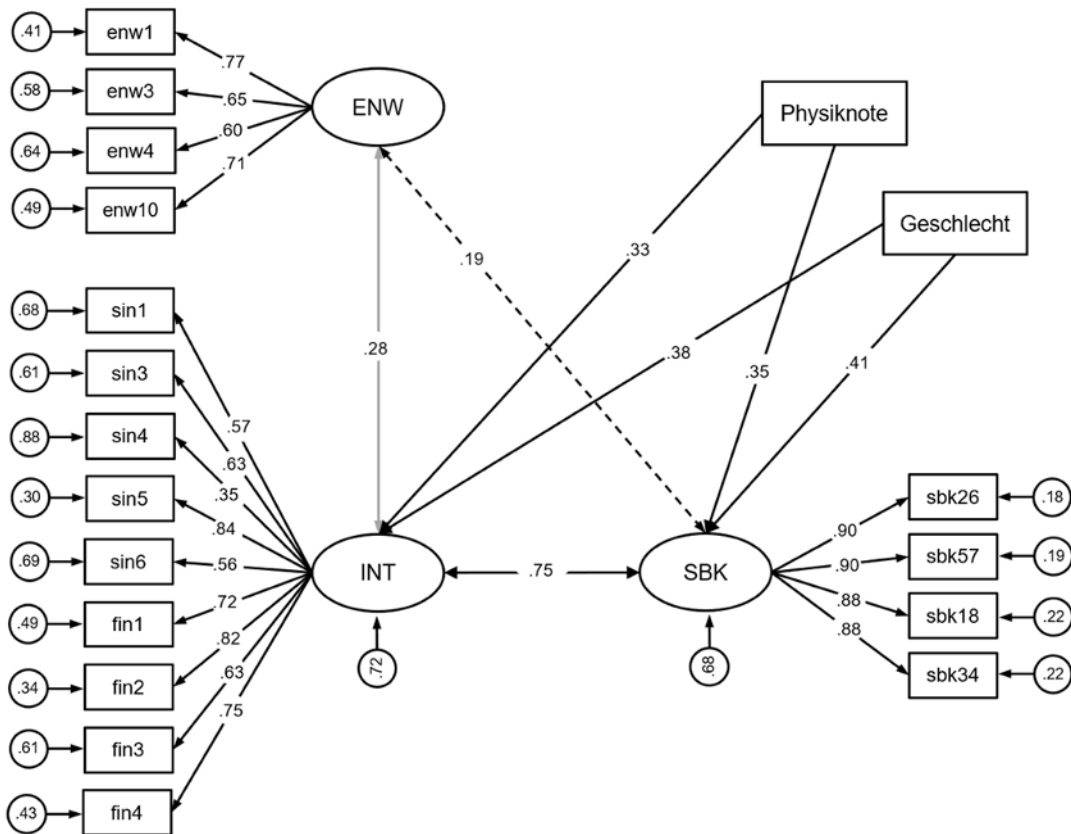 .41 enw1
.77
.58 enw3
.65
.64 enw4
.60
.49 enw10
.71
ENW
Physiknote
Geschlecht
.19
.33
.28
.38
.35
.41
.68 sin1
.57
.61 sin3
.63
.88 sin4
.35
.30 sin5
.84
.69 sin6
.56
.49 fin1
.72
.34 fin2
.82
.61 fin3
.63
.43 fin4
.75
INT
.75
SBK
.72
.68
.90
sbk26 .18
.90
sbk57 .19
.88
sbk18 .22
.88
sbk34 .22